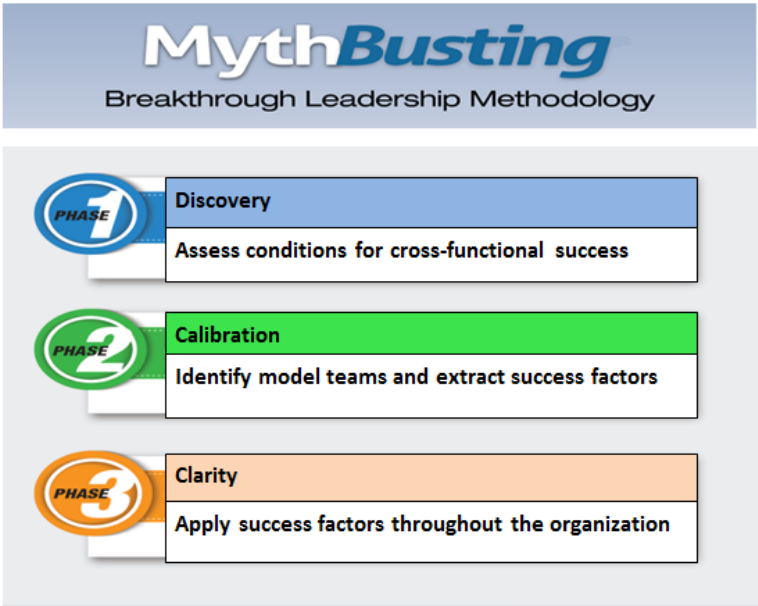 MythBusting
Breakthrough Leadership Methodology
PHASE 1
Discovery
Assess conditions for cross-functional success
PHASE 2
Calibration
Identify model teams and extract success factors
PHASE 3
Clarity
Apply success factors throughout the organization